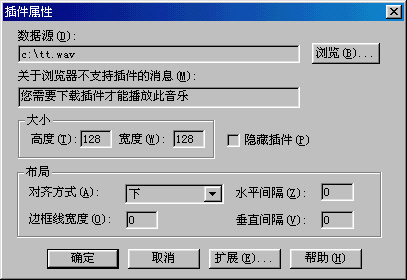 插件属性
数据源(D):
c:\tt.wav 浏览(B)...
关于浏览器不支持插件的消息(M):
您需要下载插件才能播放此音乐
大小
高度(T): 128 宽度(W): 128 隐藏插件(P)
布局
对齐方式(A): 下 水平间隔(Z): 0
边框线宽度(O): 0 垂直间隔(V): 0
确定 取消 扩展(E)... 帮助(H)